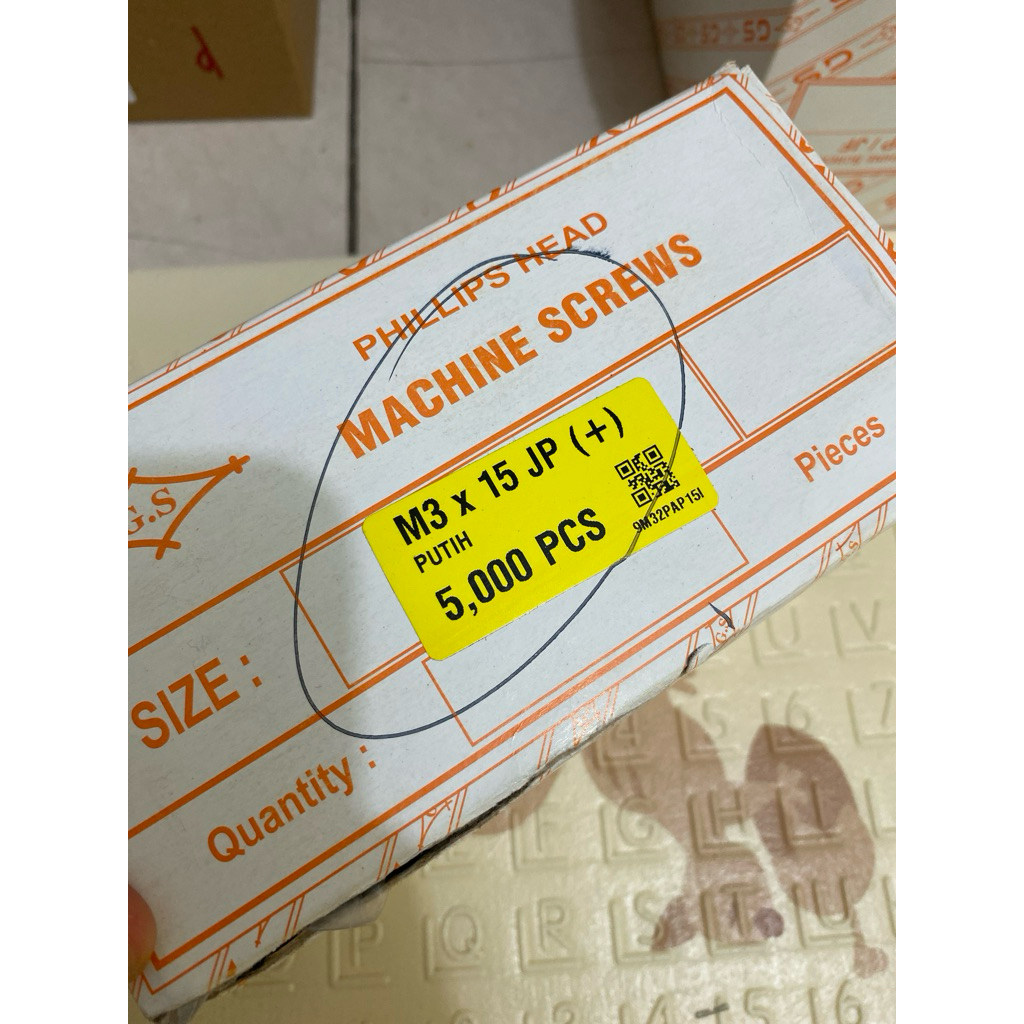 PHILLIPS HEAD
MACHINE SCREWS
G.S
M3 x 15 JP (+)
PUTIH
5,000 PCS
9M32PAP15I
SIZE :
Quantity :
Pieces